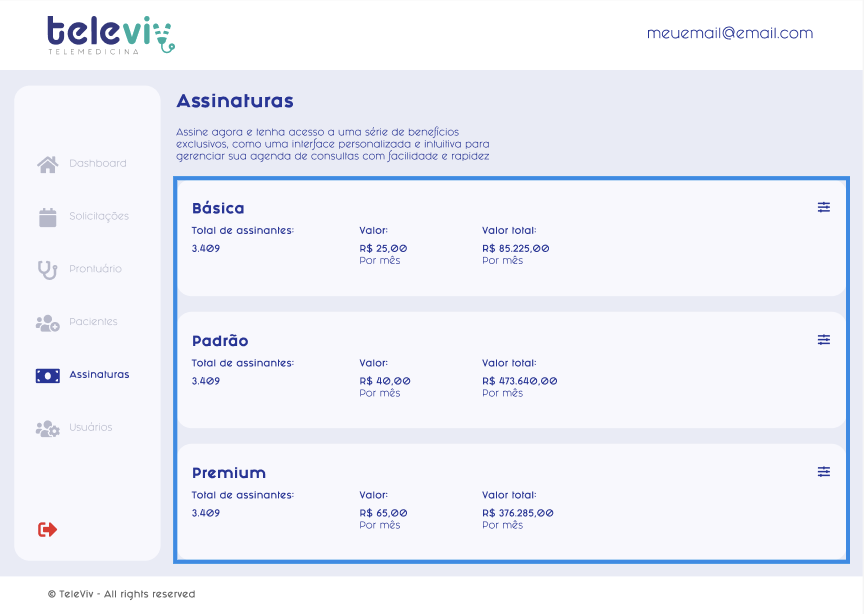 televiv
TELEMEDICINA
meuemail@email.com
Assinaturas
Assine agora e tenha acesso a uma série de benefícios
exclusivos, como uma interface personalizada e intuitiva para
gerenciar sua agenda de consultas com facilidade e rapidez
Dashboard
Solicitações
Prontuário
Pacientes
Assinaturas
Usuários
Básica
Total de assinantes: Valor: Valor total:
3.409 R$ 25,00 R$ 85.225,00
Por mês Por mês
Padrão
Total de assinantes: Valor: Valor total:
3.409 R$ 40,00 R$ 473.640,00
Por mês Por mês
Premium
Total de assinantes: Valor: Valor total:
3.409 R$ 65,00 R$ 376.285,00
Por mês Por mês
© TeleViv - All rights reserved